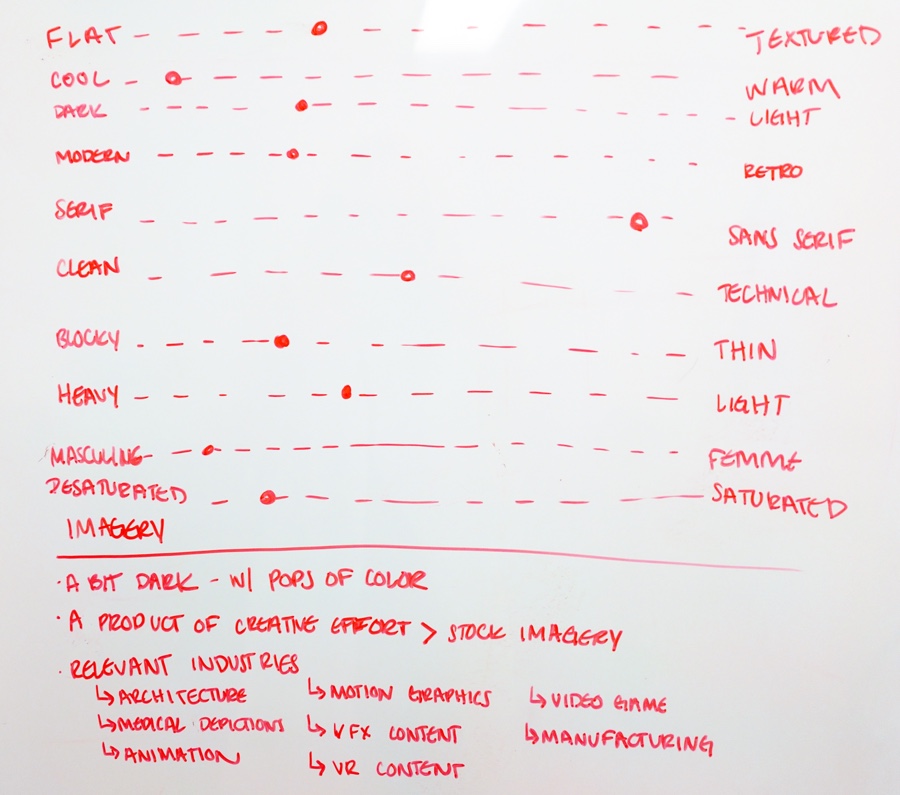 FLAT TEXTURED
COOL WARM
DARK LIGHT
MODERN RETRO
SERIF SANS SERIF
CLEAN TECHNICAL
BLOCKY THIN
HEAVY LIGHT
MASCULINE FEMME
DESATURATED SATURATED
IMAGERY
· A BIT DARK - W/ POPS OF COLOR
· A PRODUCT OF CREATIVE EFFORT > STOCK IMAGERY
· RELEVANT INDUSTRIES
↳ ARCHITECTURE ↳ MOTION GRAPHICS ↳ VIDEO GAME
↳ MEDICAL DEPICTIONS ↳ VFX CONTENT ↳ MANUFACTURING
↳ ANIMATION ↳ VR CONTENT